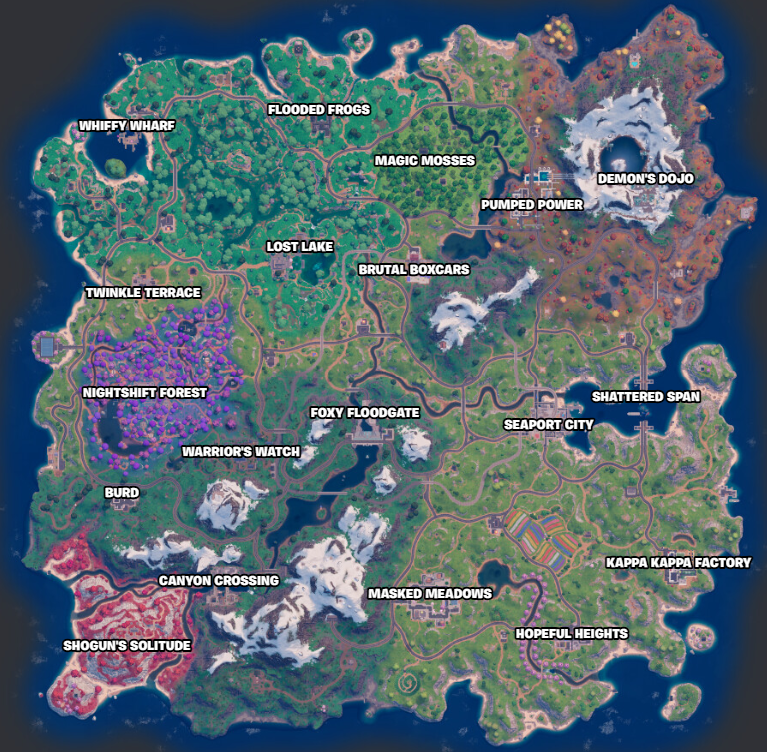 FLOODED FROGS
WHIFFY WHARF
MAGIC MOSSES
DEMON'S DOJO
PUMPED POWER
LOST LAKE
BRUTAL BOXCARS
TWINKLE TERRACE
NIGHTSHIFT FOREST
SHATTERED SPAN
FOXY FLOODGATE
SEAPORT CITY
WARRIOR'S WATCH
BURD
KAPPA KAPPA FACTORY
CANYON CROSSING
MASKED MEADOWS
HOPEFUL HEIGHTS
SHOGUN'S SOLITUDE